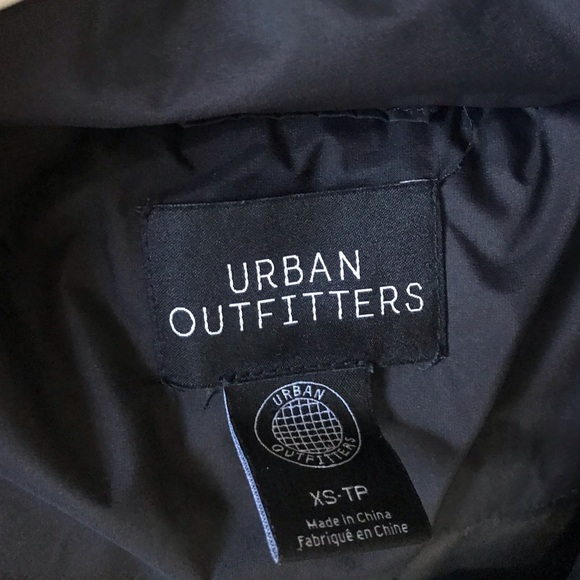 URBAN
OUTFITTERS
URBAN
OUTFITTERS
XS-TP
Made in China
Fabriqué en Chine